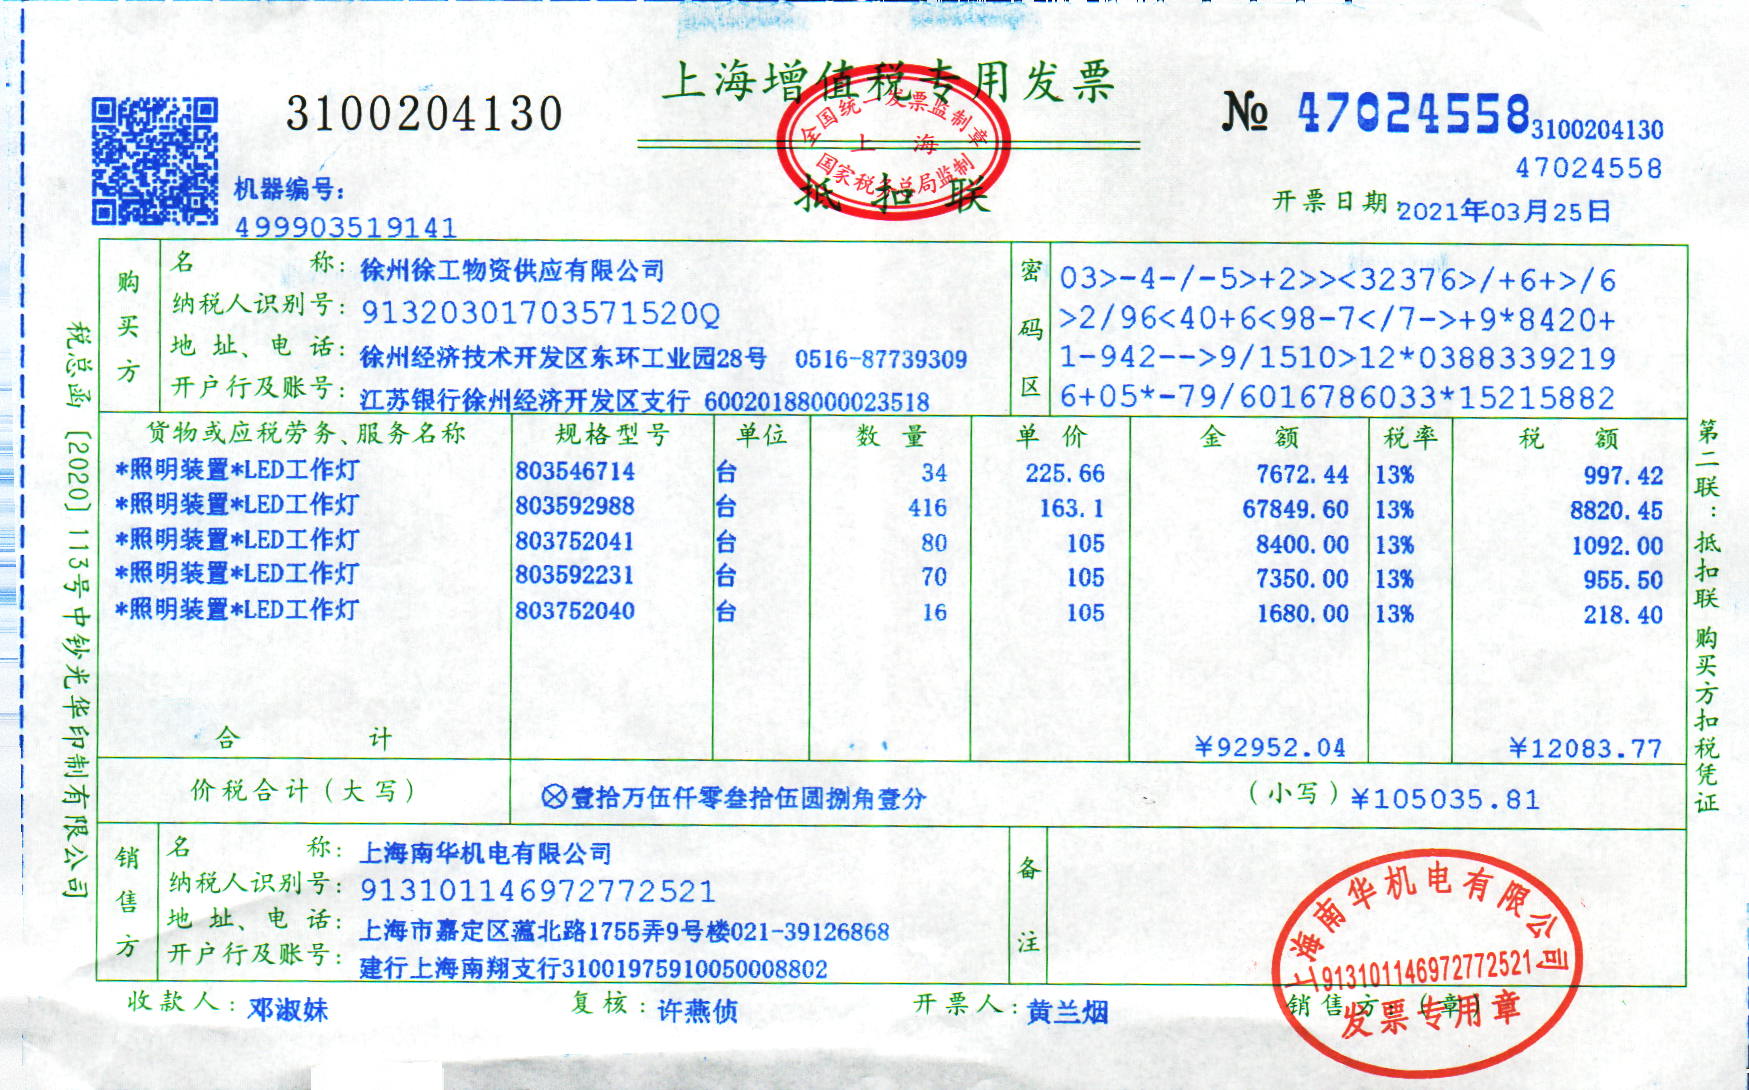 上海增值税专用发票
3100204130
№ 47024558
3100204130
47024558
全国统一发票监制章
上海
国家税务总局监制
抵扣联
机器编号:
499903519141
开票日期: 2021年03月25日
购买方
名称: 徐州徐工物资供应有限公司
纳税人识别号: 91320301703571520Q
地址、电话: 徐州经济技术开发区东环工业园28号 0516-87739309
开户行及账号: 江苏银行徐州经济开发区支行 60020188000023518
密码区
03>-4-/-5>+2>><32376>/+6+>/6
>2/96<40+6<98-7</7->+9*8420+
1-942-->9/1510>12*0388339219
6+05*-79/6016786033*15215882
货物或应税劳务、服务名称 规格型号 单位 数量 单价 金额 税率 税额
*照明装置*LED工作灯 803546714 台 34 225.66 7672.44 13% 997.42
*照明装置*LED工作灯 803592988 台 416 163.1 67849.60 13% 8820.45
*照明装置*LED工作灯 803752041 台 80 105 8400.00 13% 1092.00
*照明装置*LED工作灯 803592231 台 70 105 7350.00 13% 955.50
*照明装置*LED工作灯 803752040 台 16 105 1680.00 13% 218.40
合计 ¥92952.04 ¥12083.77
价税合计(大写) ⊗壹拾万伍仟零叁拾伍圆捌角壹分 (小写) ¥105035.81
销售方
名称: 上海南华机电有限公司
纳税人识别号: 913101146972772521
地址、电话: 上海市嘉定区蕰北路1755弄9号楼021-39126868
开户行及账号: 建行上海南翔支行31001975910050008802
备注
收款人: 邓淑妹 复核: 许燕侦 开票人: 黄兰烟 销售方:(章)
上海南华机电有限公司
913101146972772521
发票专用章
税总函〔2020〕113号中钞光华印制有限公司
第二联:抵扣联 购买方扣税凭证